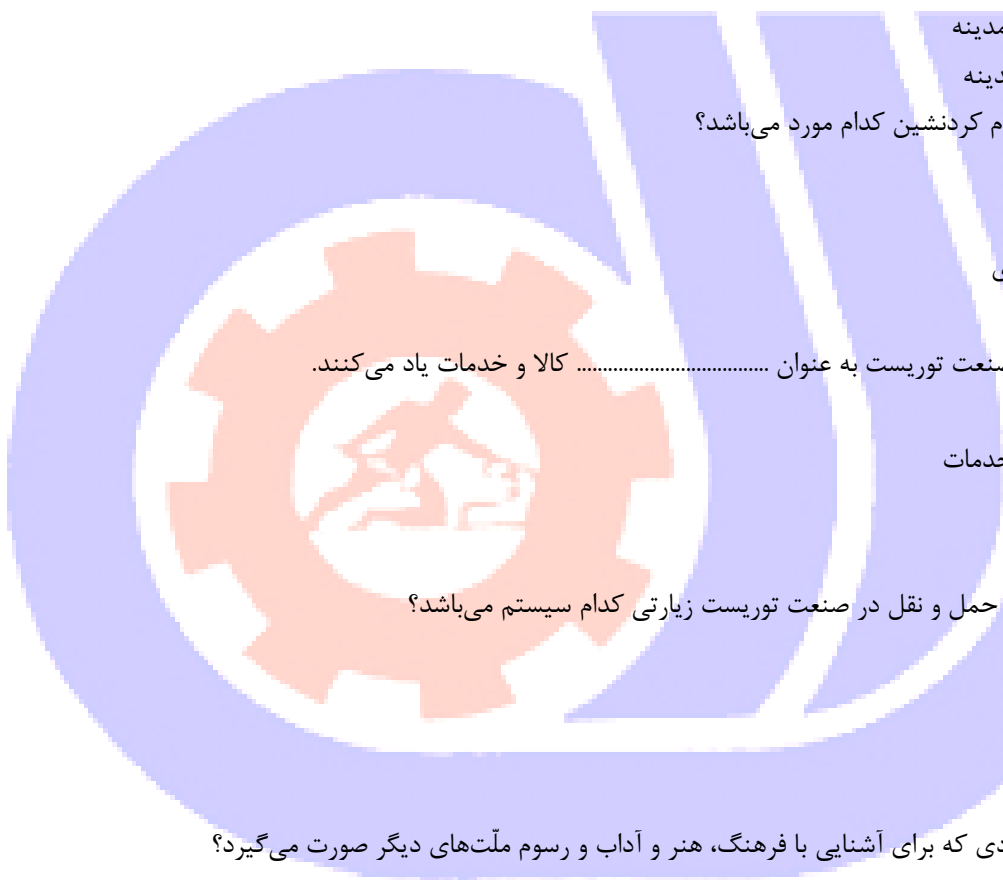 مدینه
دینه
م کردنشین کدام مورد می‌باشد؟
ی
صنعت توریست به عنوان .................................... کالا و خدمات یاد می‌کنند.
خدمات
حمل و نقل در صنعت توریست زیارتی کدام سیستم می‌باشد؟
دی که برای آشنایی با فرهنگ، هنر و آداب و رسوم ملّت‌های دیگر صورت می‌گیرد؟